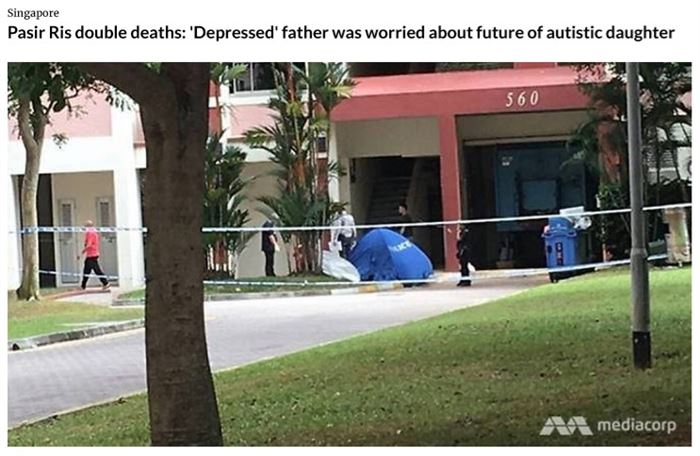 Singapore
Pasir Ris double deaths: 'Depressed' father was worried about future of autistic daughter
560
mediacorp